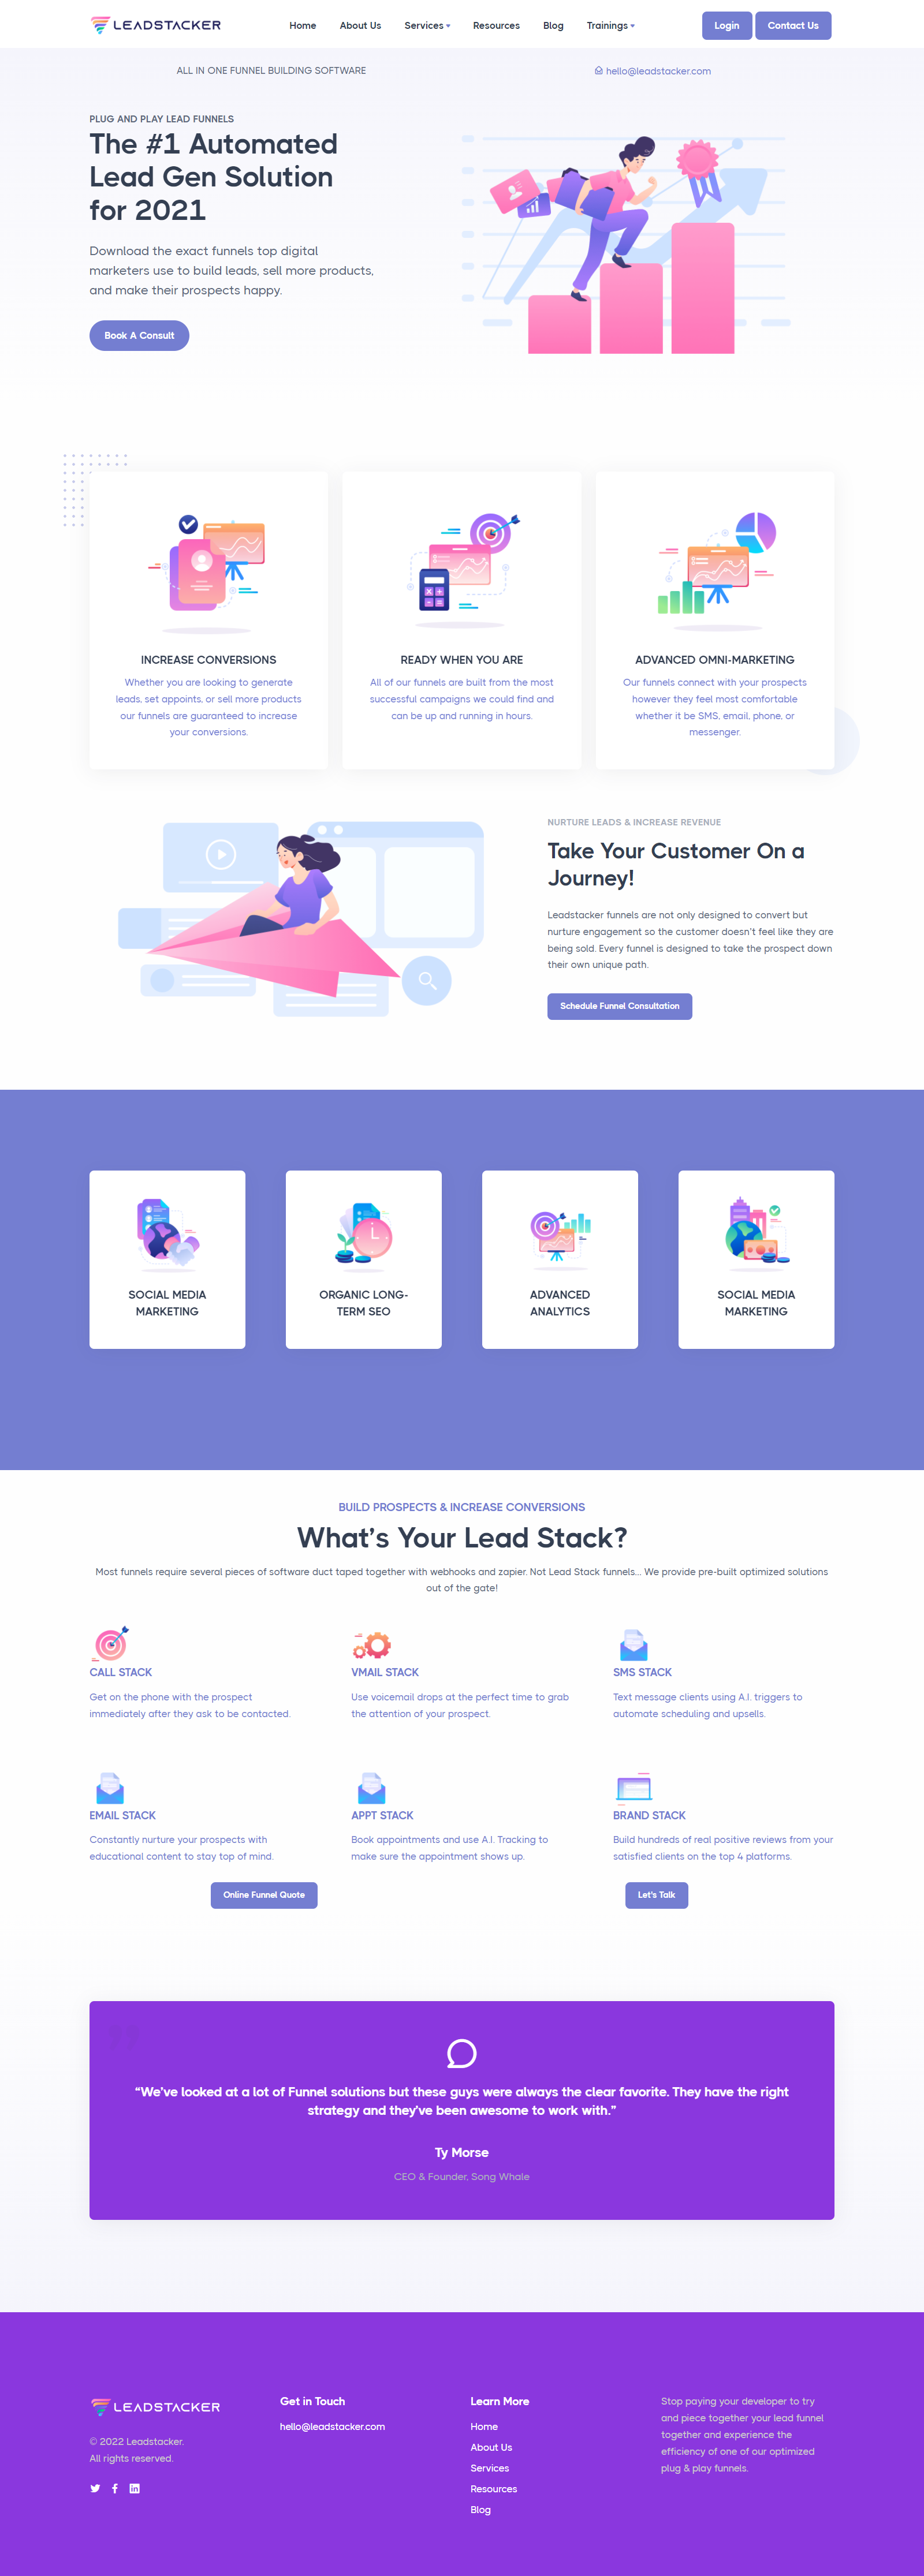 LEADSTACKER
Home
About Us
Services
Resources
Blog
Trainings
Login
Contact Us
ALL IN ONE FUNNEL BUILDING SOFTWARE
hello@leadstacker.com
PLUG AND PLAY LEAD FUNNELS
The #1 Automated
Lead Gen Solution
for 2021
Download the exact funnels top digital
marketers use to build leads, sell more products,
and make their prospects happy.
Book A Consult
INCREASE CONVERSIONS
Whether you are looking to generate
leads, set appoints, or sell more products
our funnels are guaranteed to increase
your conversions.
READY WHEN YOU ARE
All of our funnels are built from the most
successful campaigns we could find and
can be up and running in hours.
ADVANCED OMNI-MARKETING
Our funnels connect with your prospects
however they feel most comfortable
whether it be SMS, email, phone, or
messenger.
NURTURE LEADS & INCREASE REVENUE
Take Your Customer On a
Journey!
Leadstacker funnels are not only designed to convert but
nurture engagement so the customer doesn't feel like they are
being sold. Every funnel is designed to take the prospect down
their own unique path.
Schedule Funnel Consultation
SOCIAL MEDIA
MARKETING
ORGANIC LONG-
TERM SEO
ADVANCED
ANALYTICS
SOCIAL MEDIA
MARKETING
BUILD PROSPECTS & INCREASE CONVERSIONS
What's Your Lead Stack?
Most funnels require several pieces of software duct taped together with webhooks and zapier. Not Lead Stack funnels... We provide pre-built optimized solutions
out of the gate!
CALL STACK
Get on the phone with the prospect
immediately after they ask to be contacted.
VMAIL STACK
Use voicemail drops at the perfect time to grab
the attention of your prospect.
SMS STACK
Text message clients using A.I. triggers to
automate scheduling and upsells.
EMAIL STACK
Constantly nurture your prospects with
educational content to stay top of mind.
APPT STACK
Book appointments and use A.I. Tracking to
make sure the appointment shows up.
BRAND STACK
Build hundreds of real positive reviews from your
satisfied clients on the top 4 platforms.
Online Funnel Quote
Let's Talk
“We've looked at a lot of Funnel solutions but these guys were always the clear favorite. They have the right
strategy and they've been awesome to work with.”
Ty Morse
CEO & Founder, Song Whale
LEADSTACKER
© 2022 Leadstacker.
All rights reserved.
Get in Touch
hello@leadstacker.com
Learn More
Home
About Us
Services
Resources
Blog
Stop paying your developer to try
and piece together your lead funnel
together and experience the
efficiency of one of our optimized
plug & play funnels.